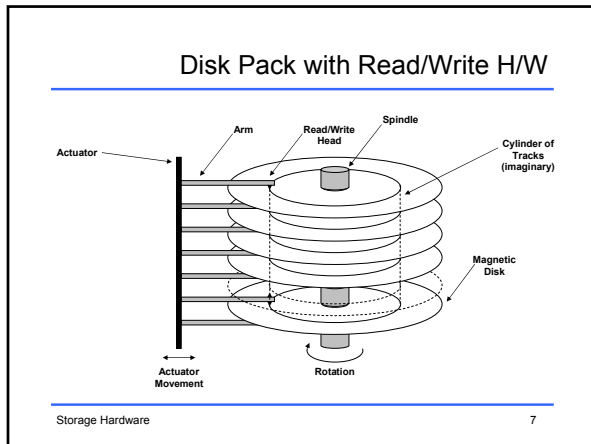 Disk Pack with Read/Write H/W
Spindle
Arm
Read/Write
Head
Actuator
Cylinder of
Tracks
(imaginary)
Magnetic
Disk
Actuator
Movement
Rotation
Storage Hardware
7